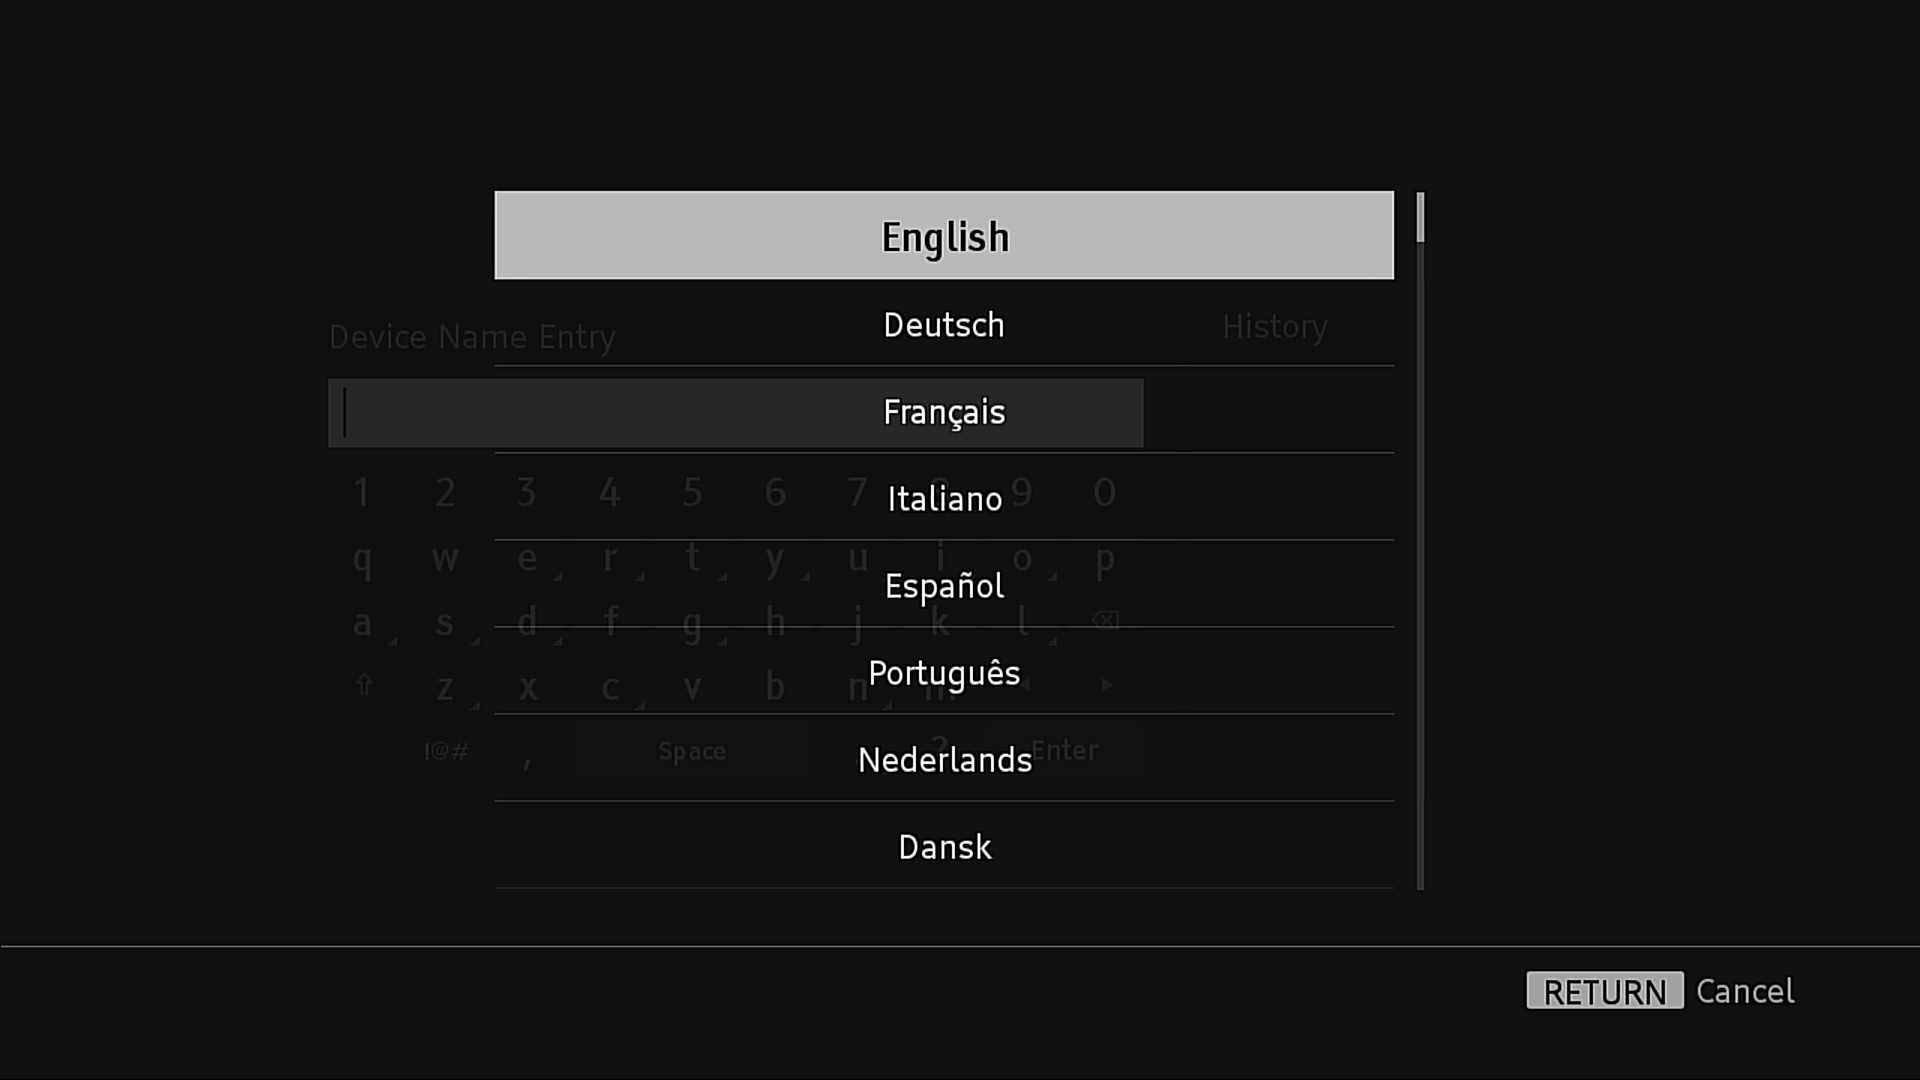 English
Deutsch
Device Name Entry
History
Français
1 2 3 4 5 6 7 9 0
Italiano
q w e r t y u i o p
Español
a s d f g h j k l
z x c v b n
Português
!@# , Space ? Enter
Nederlands
Dansk
RETURN Cancel